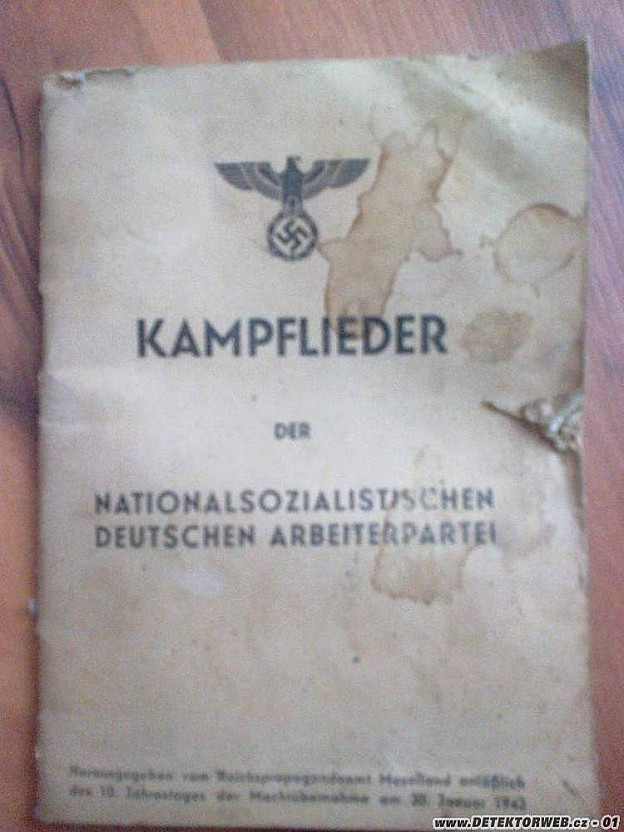 KAMPFLIEDER
DER
NATIONALSOZIALISTISCHEN
DEUTSCHEN ARBEITERPARTEI
Herausgegeben vom Reichspropagandaamt Moselland anläßlich
des 10. Jahrestages der Machtübernahme am 30. Januar 1943
www.DETEKTORWEB.cz - 01